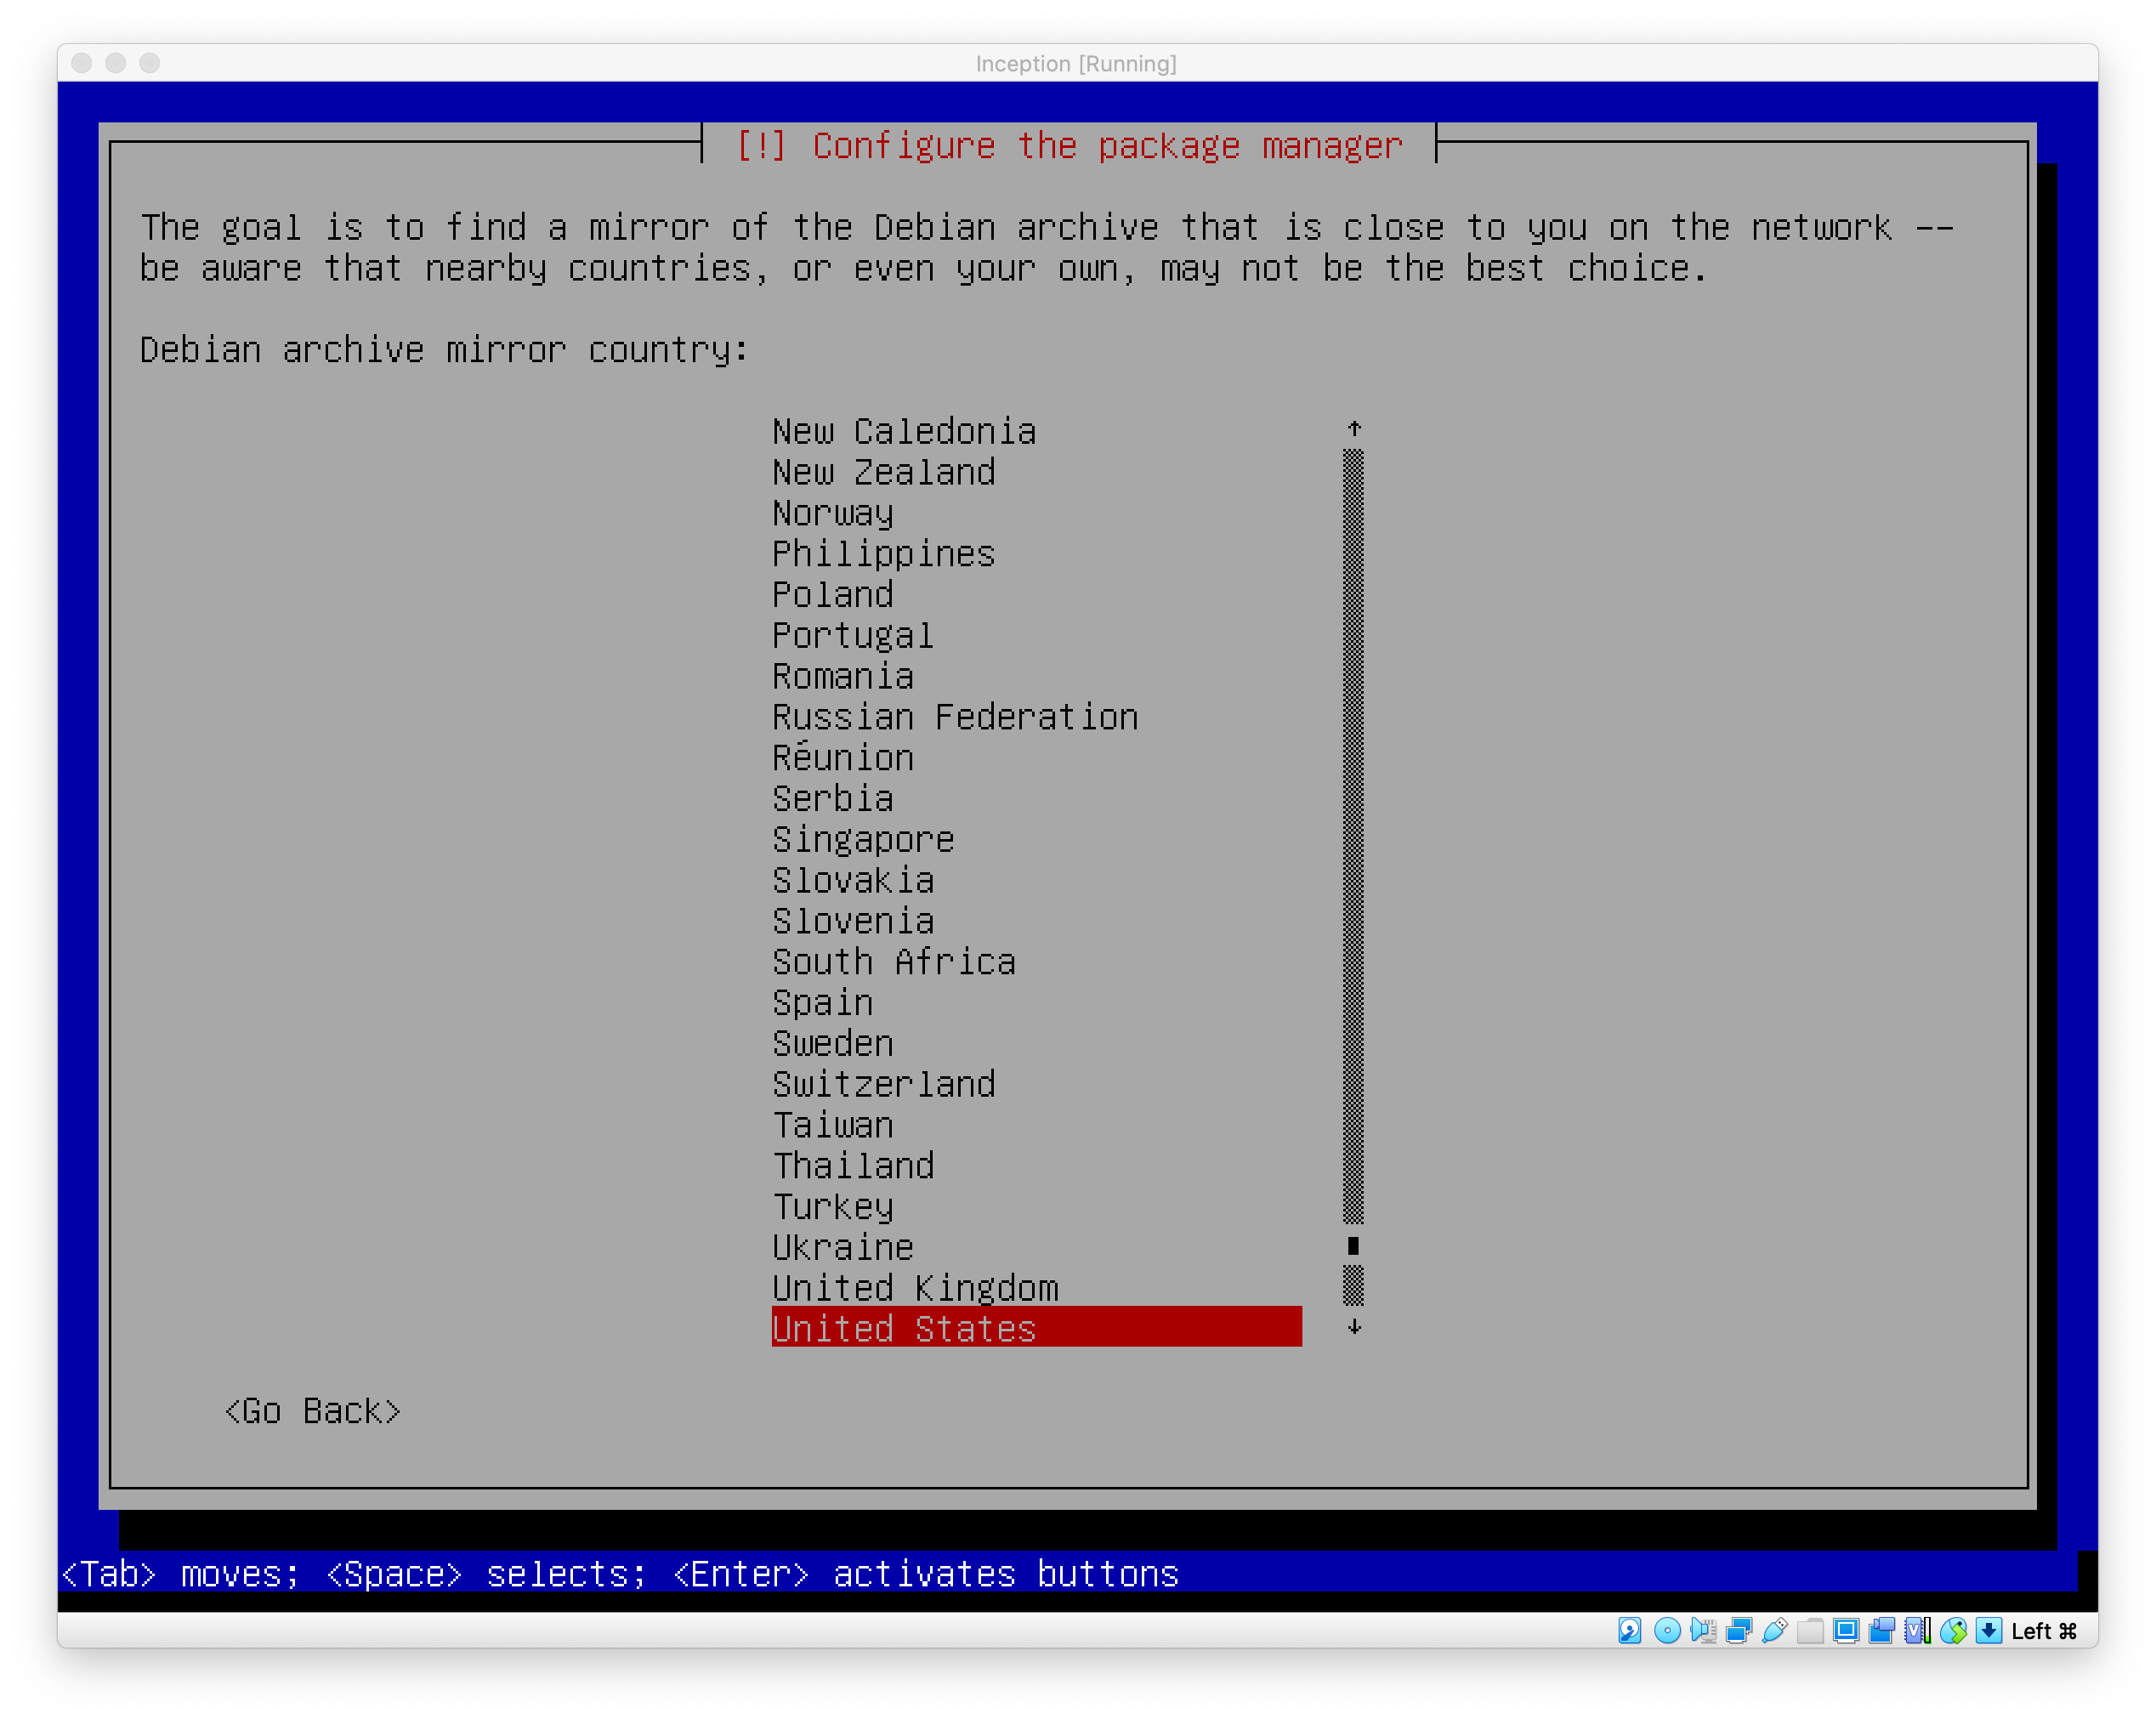 Inception [Running]
[!] Configure the package manager
The goal is to find a mirror of the Debian archive that is close to you on the network --
be aware that nearby countries, or even your own, may not be the best choice.
Debian archive mirror country:
New Caledonia
New Zealand
Norway
Philippines
Poland
Portugal
Romania
Russian Federation
Réunion
Serbia
Singapore
Slovakia
Slovenia
South Africa
Spain
Sweden
Switzerland
Taiwan
Thailand
Turkey
Ukraine
United Kingdom
United States
<Go Back>
<Tab> moves; <Space> selects; <Enter> activates buttons
Left ⌘